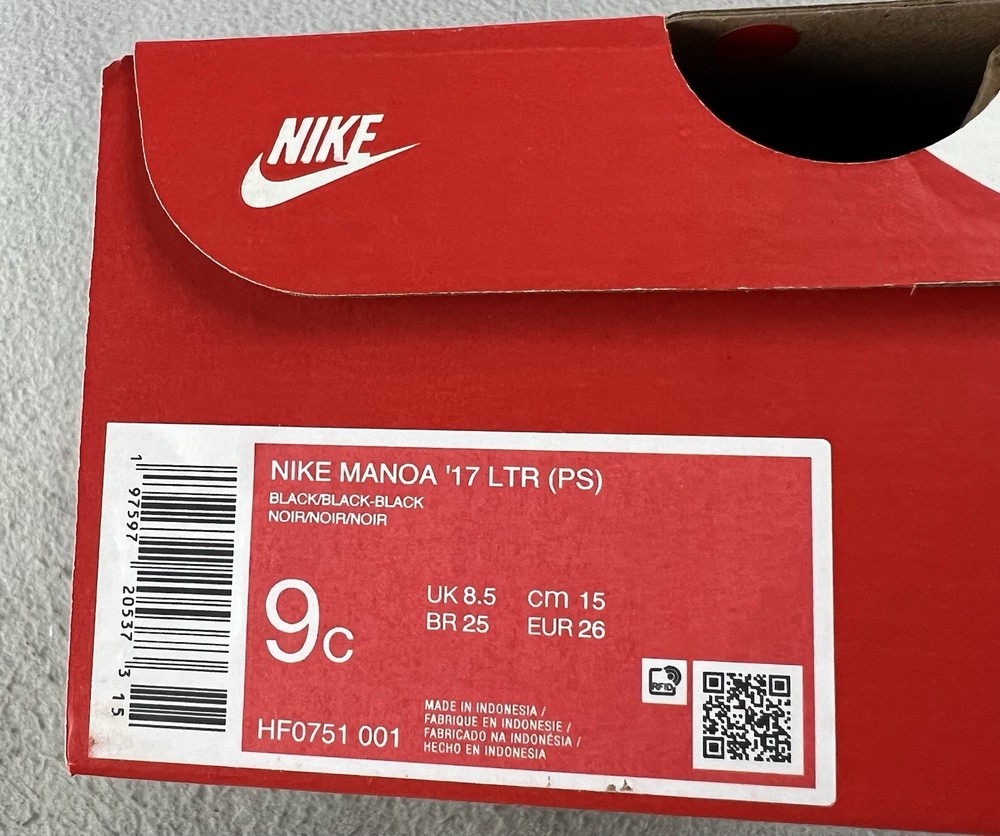 NIKE
NIKE MANOA '17 LTR (PS)
BLACK/BLACK-BLACK
NOIR/NOIR/NOIR
9C
UK 8.5 cm 15
BR 25 EUR 26
RFID
HF0751 001
MADE IN INDONESIA /
FABRIQUE EN INDONESIE /
FABRICADO NA INDONÉSIA /
HECHO EN INDONESIA
1 97597 20537 3 15